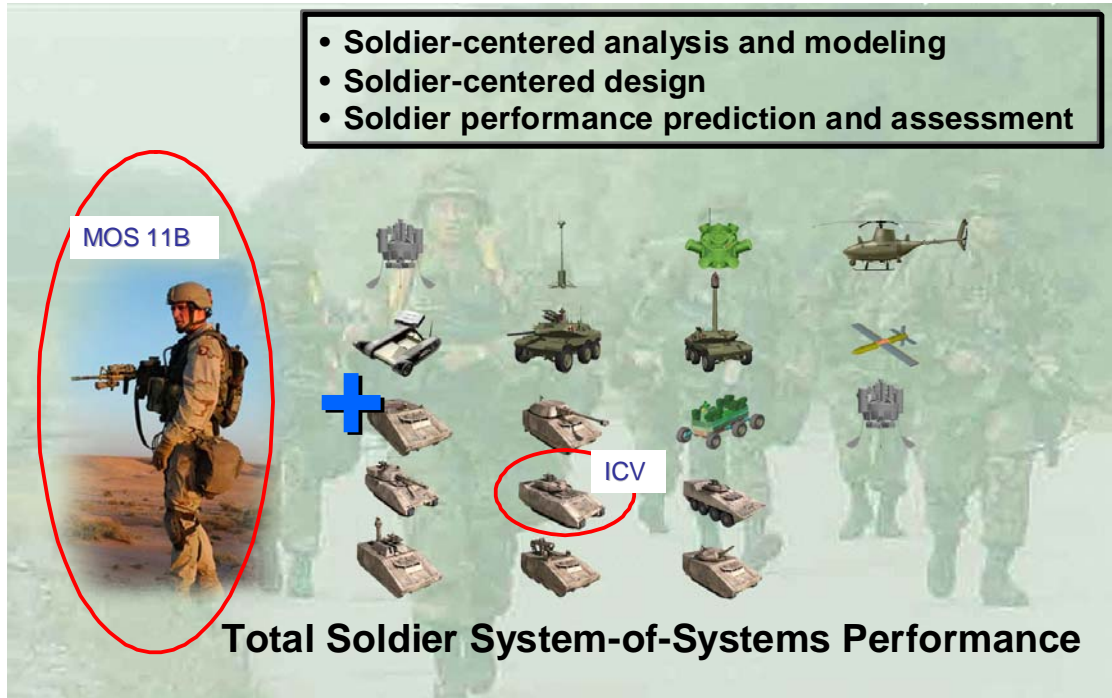 • Soldier-centered analysis and modeling
• Soldier-centered design
• Soldier performance prediction and assessment
MOS 11B
ICV
Total Soldier System-of-Systems Performance